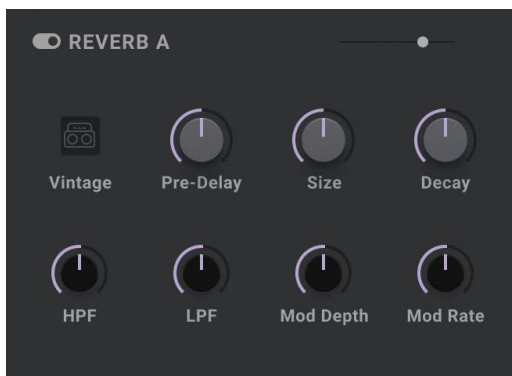 REVERB A
Vintage Pre-Delay Size Decay
HPF LPF Mod Depth Mod Rate